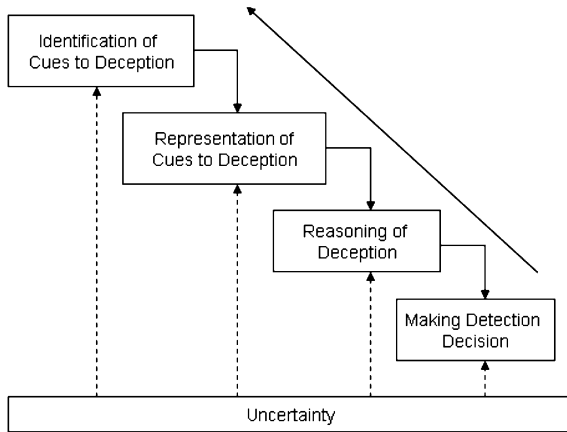 Identification of
Cues to Deception
Representation of
Cues to Deception
Reasoning of
Deception
Making Detection
Decision
Uncertainty